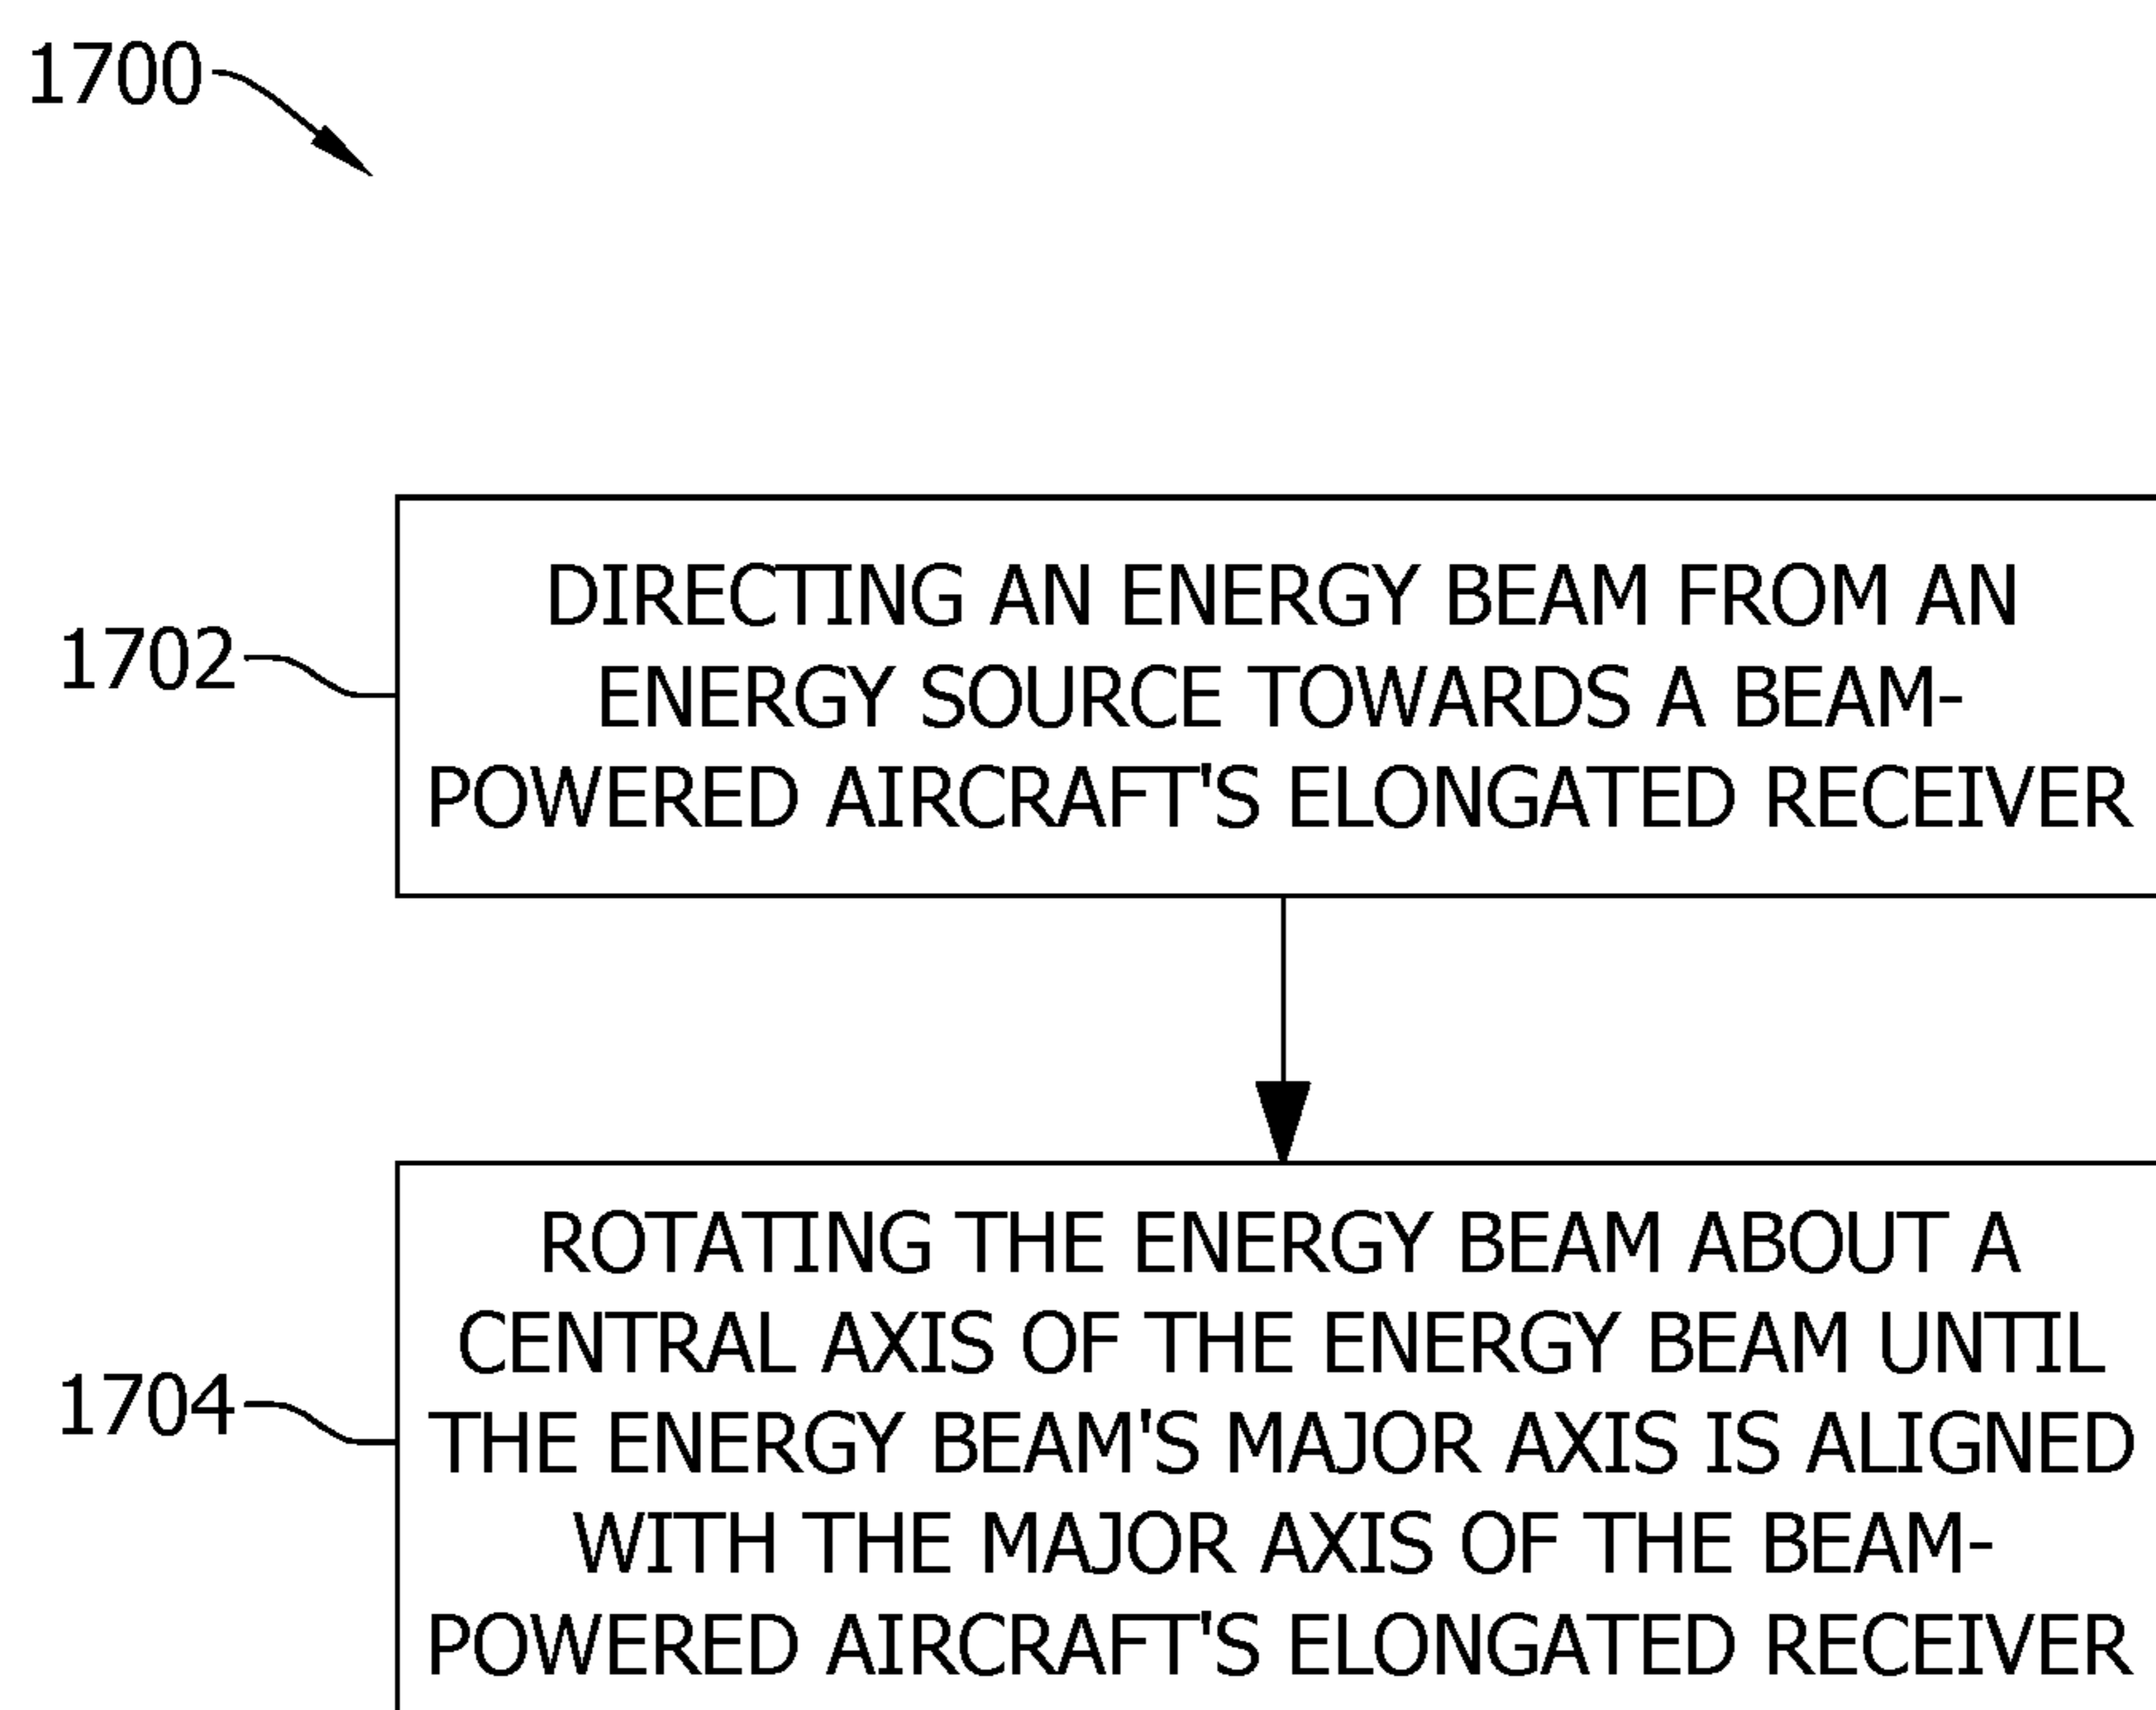 1700
1702
DIRECTING AN ENERGY BEAM FROM AN
ENERGY SOURCE TOWARDS A BEAM-
POWERED AIRCRAFT'S ELONGATED RECEIVER
1704
ROTATING THE ENERGY BEAM ABOUT A
CENTRAL AXIS OF THE ENERGY BEAM UNTIL
THE ENERGY BEAM'S MAJOR AXIS IS ALIGNED
WITH THE MAJOR AXIS OF THE BEAM-
POWERED AIRCRAFT'S ELONGATED RECEIVER